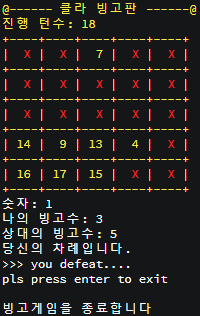 @------ 클라 빙고판 ------@
진행 턴수: 18
+----+----+----+----+----+
|  X |  X |  7 |  X |  X |
+----+----+----+----+----+
|  X |  X |  X |  X |  X |
+----+----+----+----+----+
|  X |  X |  X |  X |  X |
+----+----+----+----+----+
| 14 |  9 | 13 |  4 |  X |
+----+----+----+----+----+
| 16 | 17 | 15 |  X |  X |
+----+----+----+----+----+
숫자: 1
나의 빙고수: 3
상대의 빙고수: 5
당신의 차례입니다.
>>> you defeat....
pls press enter to exit
빙고게임을 종료합니다